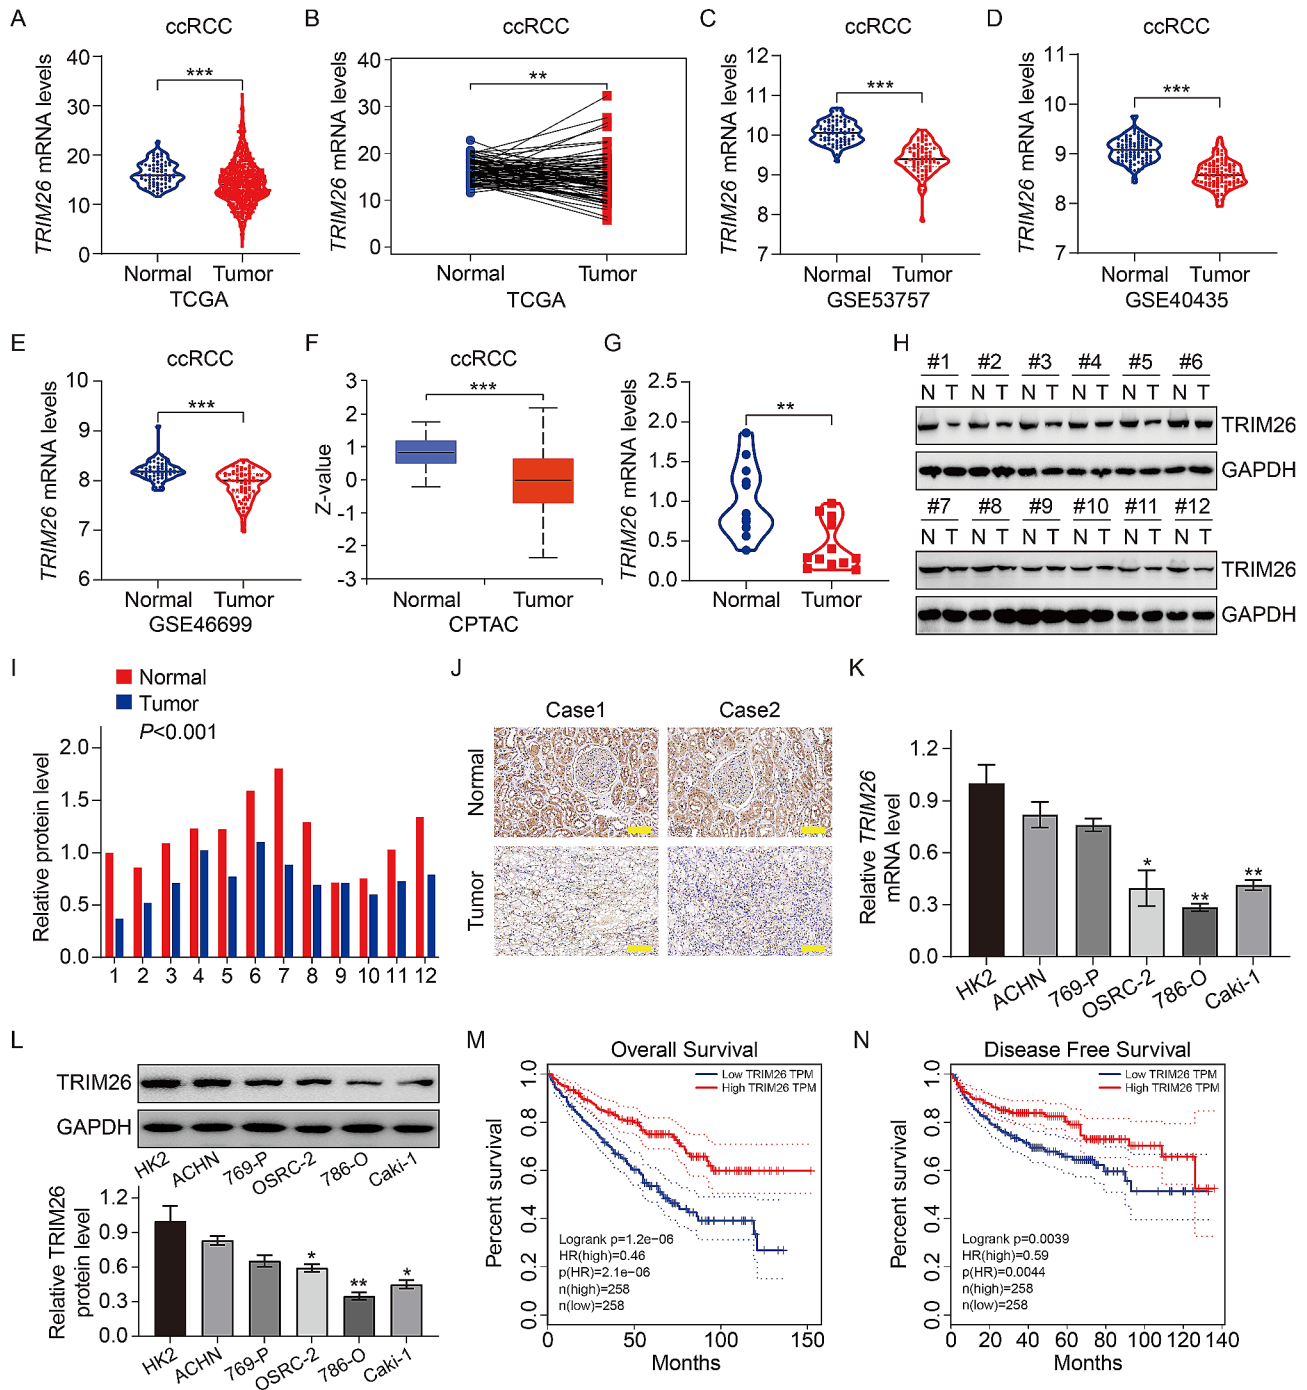 A
ccRCC
TRIM26 mRNA levels
40
30
20
10
0
***
Normal Tumor
TCGA
B
ccRCC
TRIM26 mRNA levels
40
30
20
10
0
**
Normal Tumor
TCGA
C
ccRCC
TRIM26 mRNA levels
12
11
10
9
8
7
***
Normal Tumor
GSE53757
D
ccRCC
TRIM26 mRNA levels
11
10
9
8
7
***
Normal Tumor
GSE40435
E
ccRCC
TRIM26 mRNA levels
10
9
8
7
6
***
Normal Tumor
GSE46699
F
ccRCC
Z-value
3
2
1
0
-1
-2
-3
***
Normal Tumor
CPTAC
G
TRIM26 mRNA levels
2.5
2.0
1.5
1.0
0.5
0.0
**
Normal Tumor
H
#1 #2 #3 #4 #5 #6
N T N T N T N T N T N T
TRIM26
GAPDH
#7 #8 #9 #10 #11 #12
N T N T N T N T N T N T
TRIM26
GAPDH
I
Normal
Tumor
P<0.001
Relative protein level
2.0
1.5
1.0
0.5
0.0
1 2 3 4 5 6 7 8 9 10 11 12
J
Case1 Case2
Normal
Tumor
K
Relative TRIM26
mRNA level
1.2
0.9
0.6
0.3
0.0
* ** **
HK2 ACHN 769-P OSRC-2 786-O Caki-1
L
TRIM26
GAPDH
HK2 ACHN 769-P OSRC-2 786-O Caki-1
Relative TRIM26
protein level
1.2
0.9
0.6
0.3
0.0
* ** *
HK2 ACHN 769-P OSRC-2 786-O Caki-1
M
Overall Survival
Low TRIM26 TPM
High TRIM26 TPM
Percent survival
1.0
0.8
0.6
0.4
0.2
0.0
Logrank p=1.2e-06
HR(high)=0.46
p(HR)=2.1e-06
n(high)=258
n(low)=258
0 50 100 150
Months
N
Disease Free Survival
Low TRIM26 TPM
High TRIM26 TPM
Percent survival
1.0
0.8
0.6
0.4
0.2
0.0
Logrank p=0.0039
HR(high)=0.59
p(HR)=0.0044
n(high)=258
n(low)=258
0 20 40 60 80 100 120 140
Months